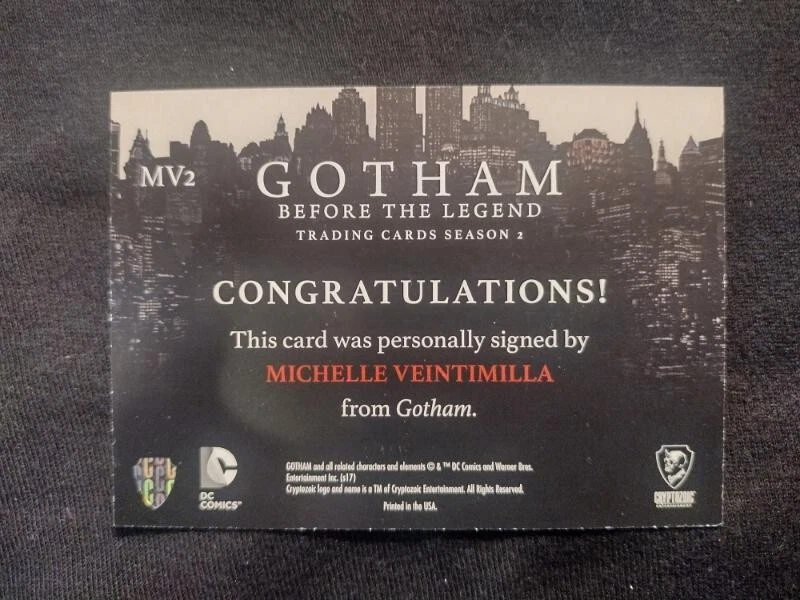 MV2
GOTHAM
BEFORE THE LEGEND
TRADING CARDS SEASON 2
CONGRATULATIONS!
This card was personally signed by
MICHELLE VEINTIMILLA
from Gotham.
GOTHAM and all related characters and elements © & ™ DC Comics and Warner Bros.
Entertainment Inc. (s17)
Cryptozoic logo and name is a TM of Cryptozoic Entertainment. All Rights Reserved.
Printed in the USA.
DC
COMICS™
CRYPTOZOIC
ENTERTAINMENT